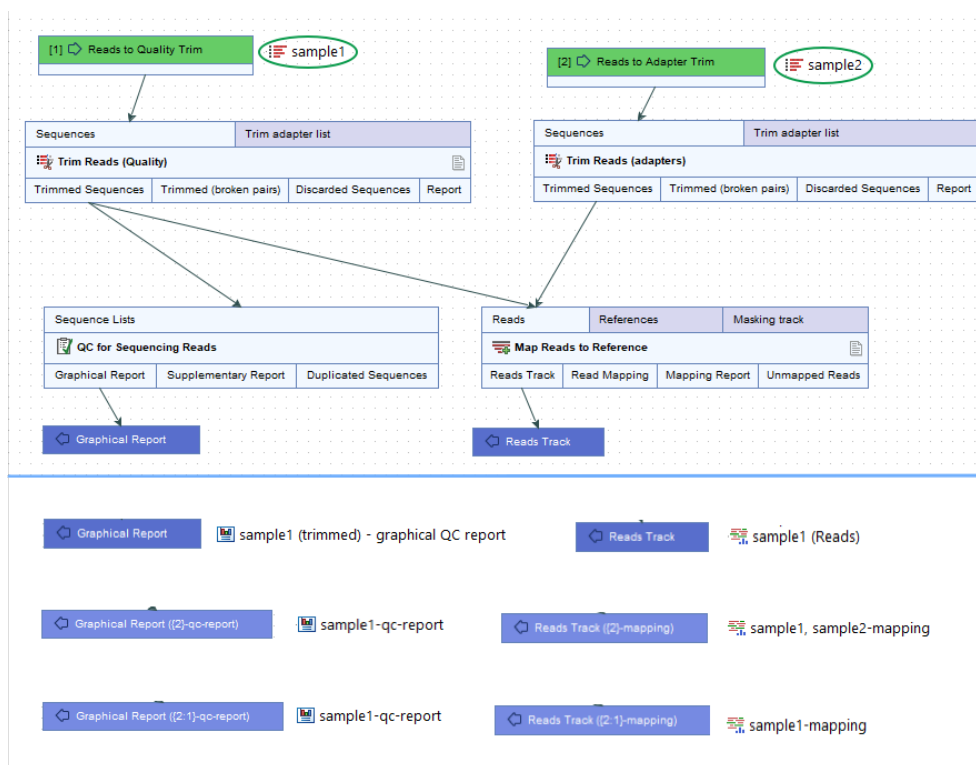 [1] Reads to Quality Trim
sample1
[2] Reads to Adapter Trim
sample2
Sequences Trim adapter list
Trim Reads (Quality)
Trimmed Sequences Trimmed (broken pairs) Discarded Sequences Report
Sequences Trim adapter list
Trim Reads (adapters)
Trimmed Sequences Trimmed (broken pairs) Discarded Sequences Report
Sequence Lists
QC for Sequencing Reads
Graphical Report Supplementary Report Duplicated Sequences
Reads References Masking track
Map Reads to Reference
Reads Track Read Mapping Mapping Report Unmapped Reads
Graphical Report
Reads Track
Graphical Report sample1 (trimmed) - graphical QC report
Reads Track sample1 (Reads)
Graphical Report ({2}-qc-report) sample1-qc-report
Reads Track ({2}-mapping) sample1, sample2-mapping
Graphical Report ({2:1}-qc-report) sample1-qc-report
Reads Track ({2:1}-mapping) sample1-mapping